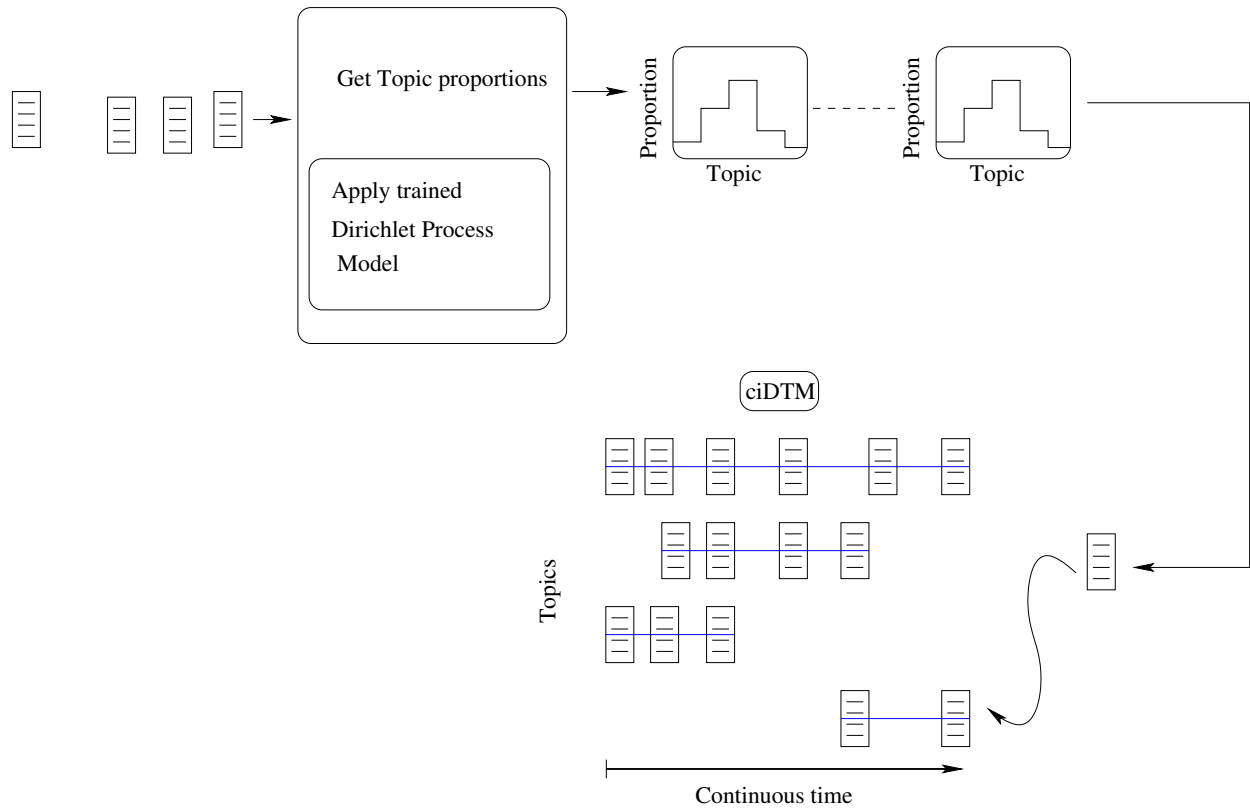 Get Topic proportions
Apply trained
Dirichlet Process
Model
Proportion
Topic
Proportion
Topic
ciDTM
Topics
Continuous time